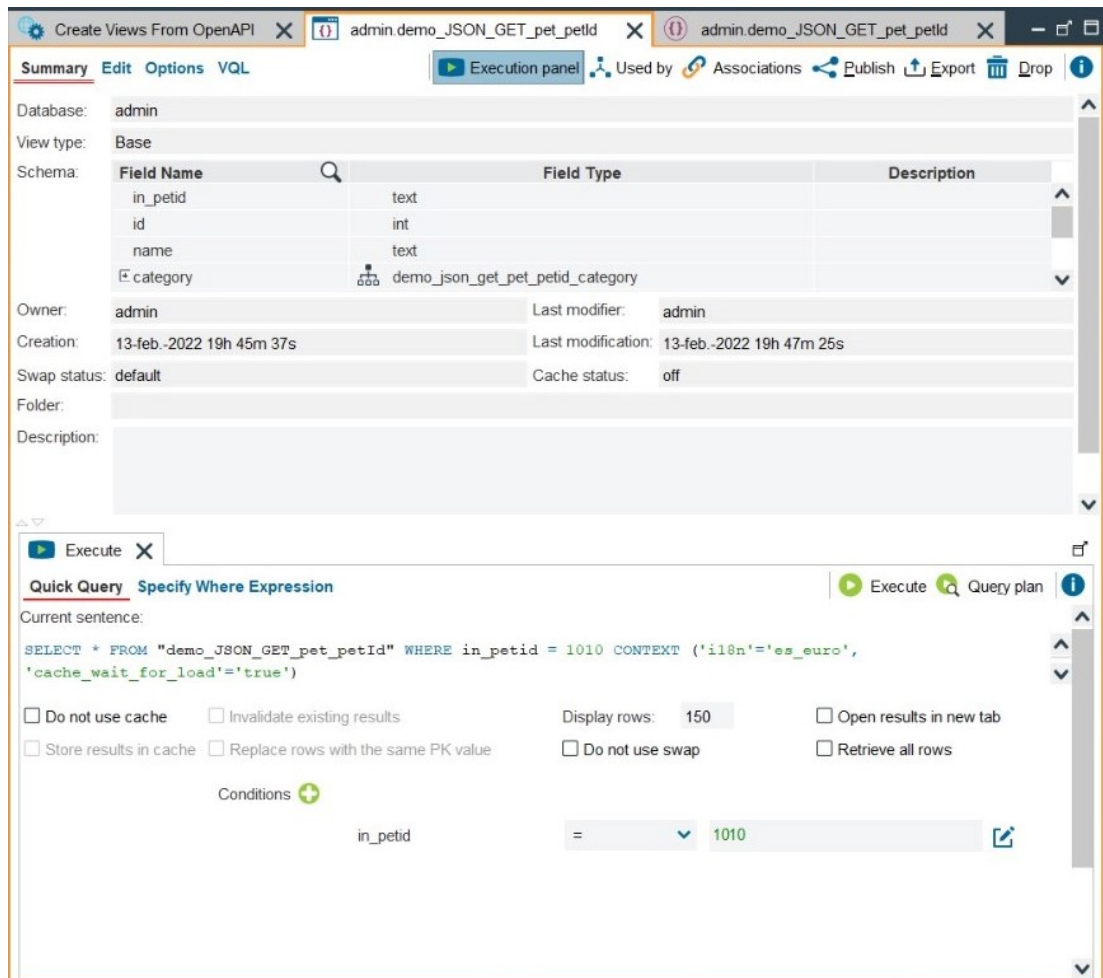 Create Views From OpenAPI admin.demo_JSON_GET_pet_petId admin.demo_JSON_GET_pet_petId
Summary Edit Options VQL Execution panel Used by Associations Publish Export Drop
Database: admin
View type: Base
Schema: Field Name Field Type Description
in_petid text
id int
name text
category demo_json_get_pet_petid_category
Owner: admin Last modifier: admin
Creation: 13-feb.-2022 19h 45m 37s Last modification: 13-feb.-2022 19h 47m 25s
Swap status: default Cache status: off
Folder:
Description:
Execute
Quick Query Specify Where Expression Execute Query plan
Current sentence:
SELECT * FROM "demo_JSON_GET_pet_petId" WHERE in_petid = 1010 CONTEXT ('i18n'='es_euro',
'cache_wait_for_load'='true')
Do not use cache Invalidate existing results Display rows: 150 Open results in new tab
Store results in cache Replace rows with the same PK value Do not use swap Retrieve all rows
Conditions
in_petid = 1010